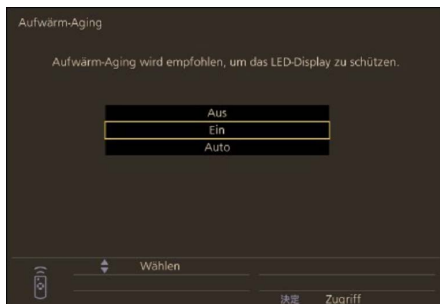 Aufwärm-Aging
Aufwärm-Aging wird empfohlen, um das LED-Display zu schützen.
Aus
Ein
Auto
Wählen
決定 Zugriff